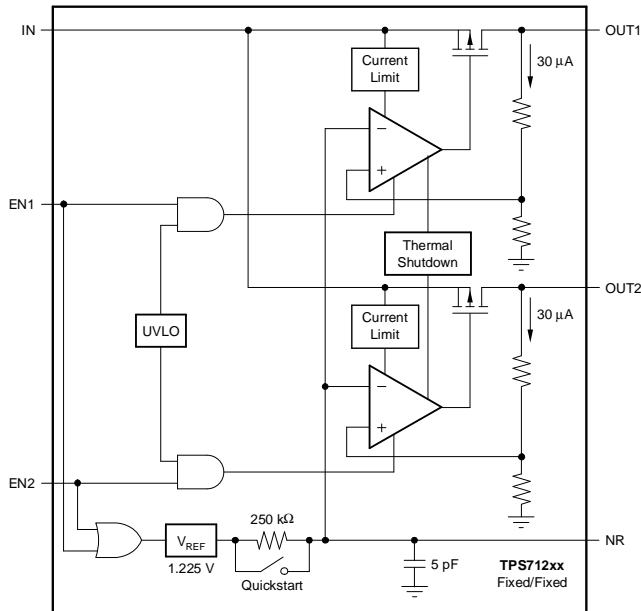 IN
OUT1
Current
Limit
30 μA
−
+
EN1
Thermal
Shutdown
OUT2
UVLO
Current
Limit
30 μA
−
+
EN2
250 kΩ
VREF
NR
1.225 V
Quickstart
5 pF
TPS712xx
Fixed/Fixed